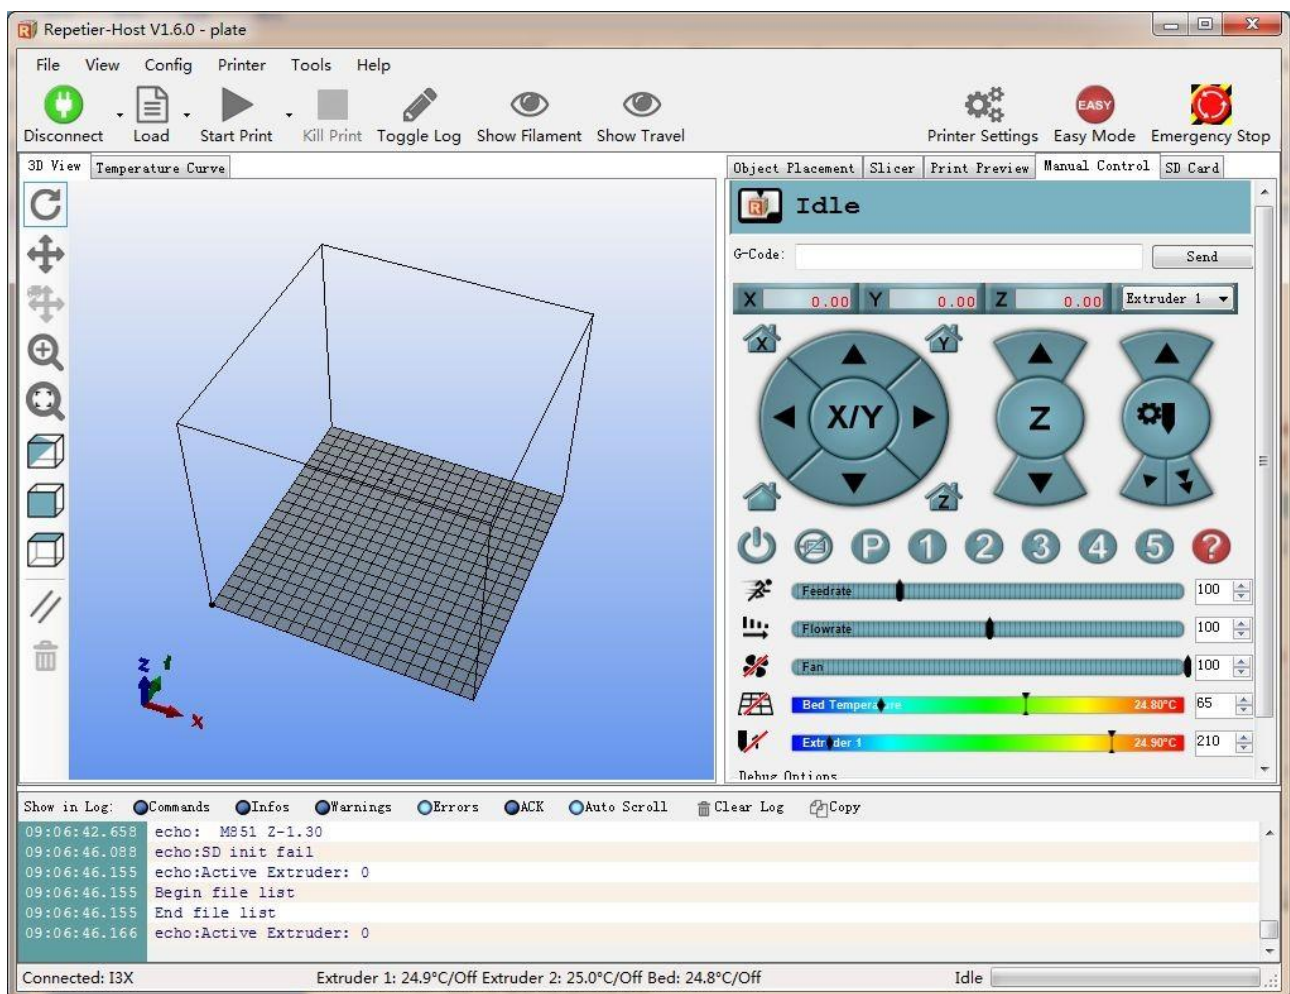 Repetier-Host V1.6.0 - plate
File View Config Printer Tools Help
Disconnect Load Start Print Kill Print Toggle Log Show Filament Show Travel Printer Settings Easy Mode Emergency Stop
EASY
3D View Temperature Curve
Object Placement Slicer Print Preview Manual Control SD Card
R Idle
G-Code: Send
X 0.00 Y 0.00 Z 0.00 Extruder 1
X Y
X/Y Z
Z
P 1 2 3 4 5 ?
Feedrate 100
Flowrate 100
Fan 100
Bed Temperature 24.80°C 65
1 Extruder 1 24.90°C 210
Debug Options
z
x
Show in Log: Commands Infos Warnings Errors ACK Auto Scroll Clear Log Copy
09:06:42.658 echo: M851 Z-1.30
09:06:46.088 echo:SD init fail
09:06:46.155 echo:Active Extruder: 0
09:06:46.155 Begin file list
09:06:46.155 End file list
09:06:46.166 echo:Active Extruder: 0
Connected: I3X Extruder 1: 24.9°C/Off Extruder 2: 25.0°C/Off Bed: 24.8°C/Off Idle